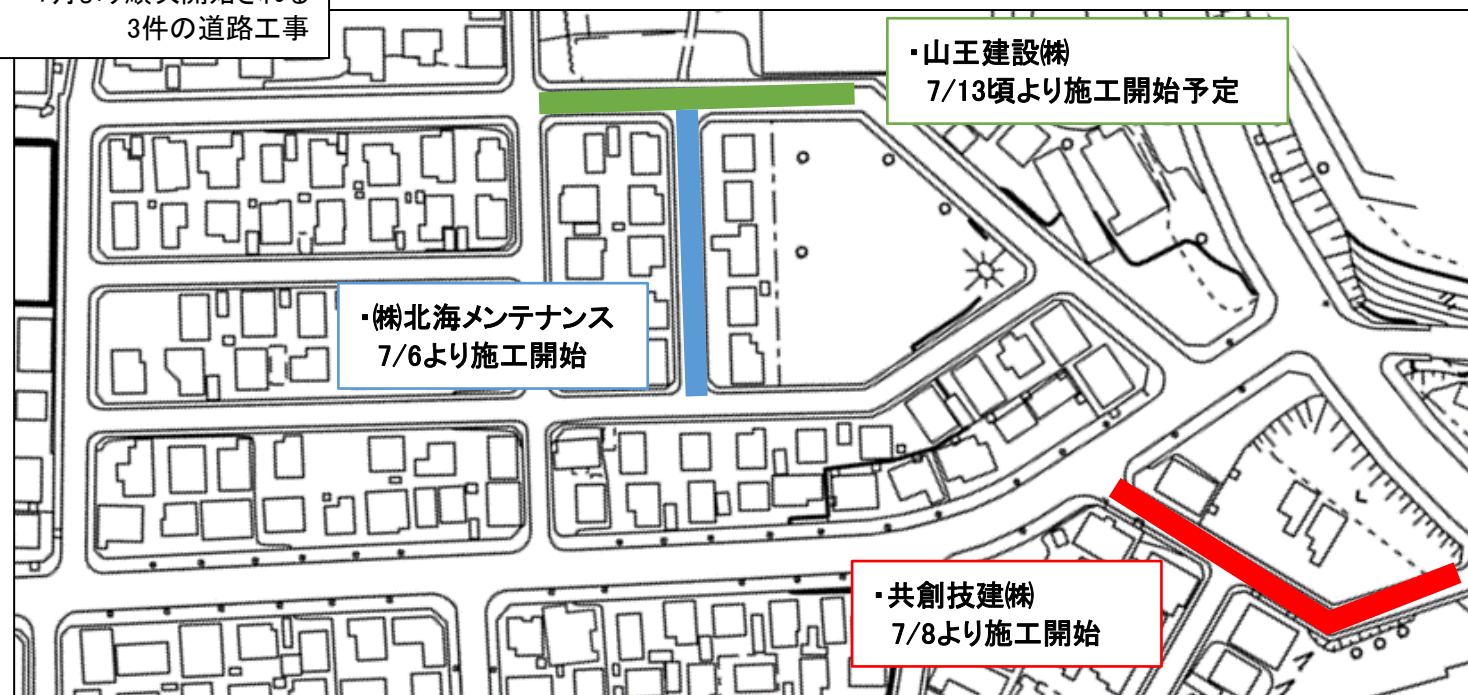 3件の道路工事
・山王建設㈱
7/13頃より施工開始予定
・㈱北海メンテナンス
7/6より施工開始
・共創技建㈱
7/8より施工開始